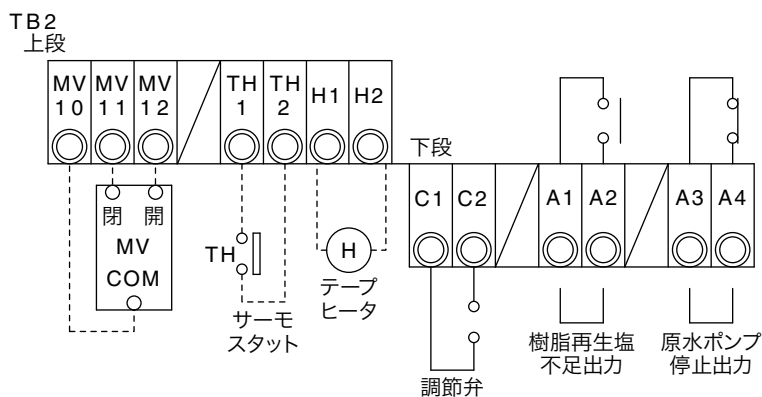 TB2
上段
MV
10
MV
11
MV
12
TH
1
TH
2
H1
H2
閉
開
MV
COM
TH
サーモ
スタット
H
テープ
ヒータ
下段
C1
C2
A1
A2
A3
A4
調節弁
樹脂再生塩
不足出力
原水ポンプ
停止出力